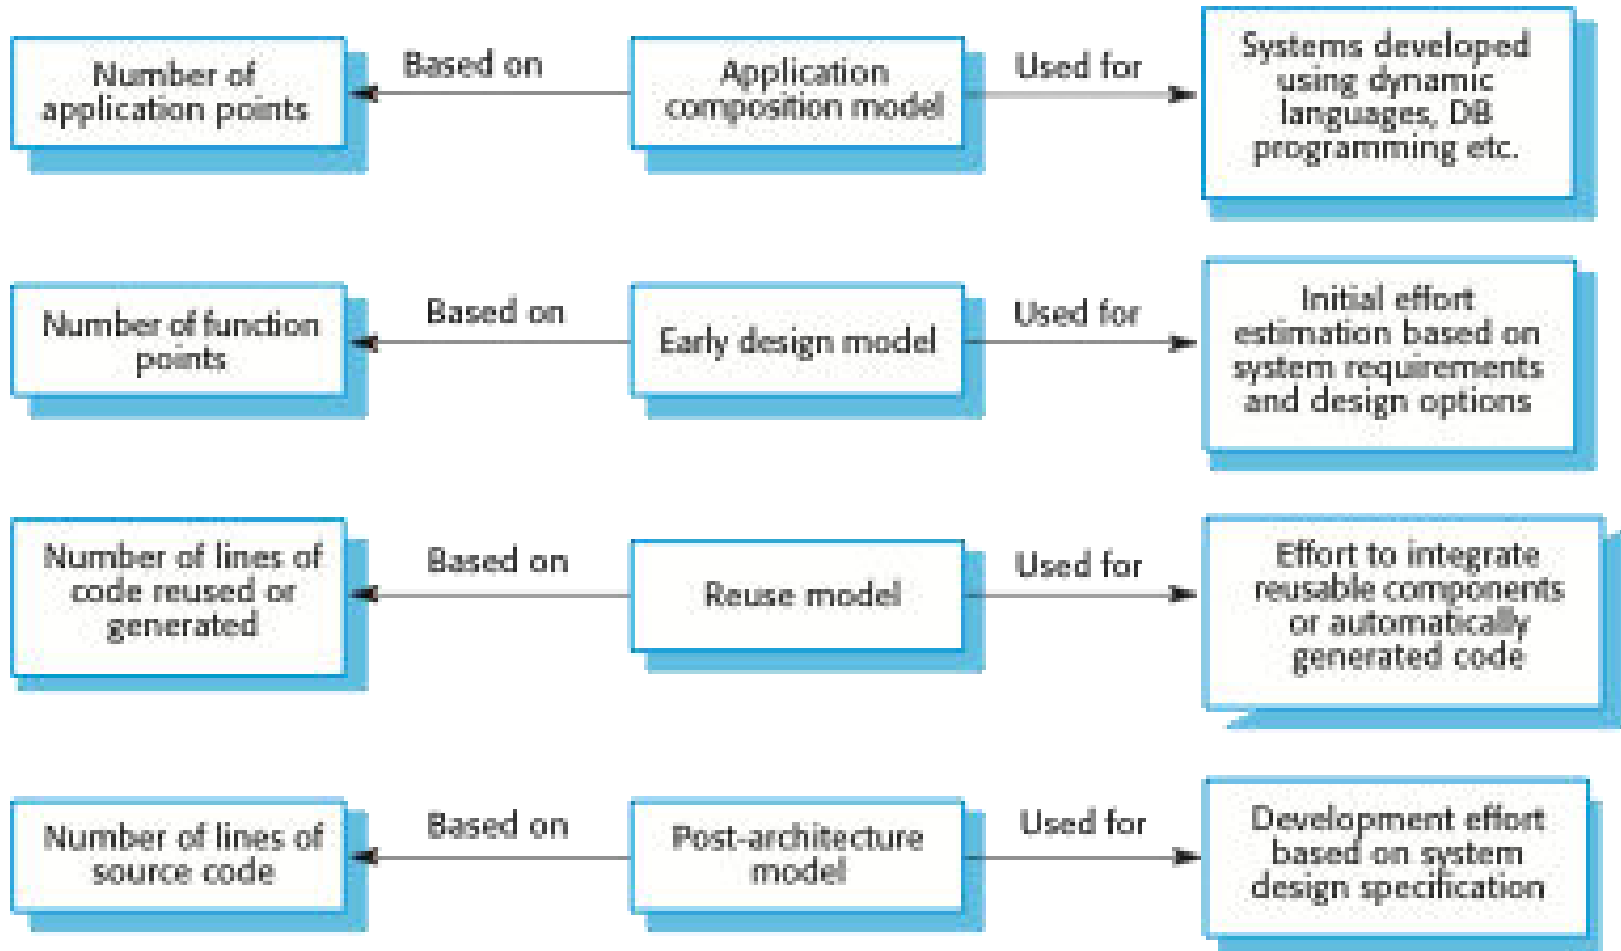 Number of
application points
Based on
Application
composition model
Used for
Systems developed
using dynamic
languages, DB
programming etc.
Number of function
points
Based on
Early design model
Used for
Initial effort
estimation based on
system requirements
and design options
Number of lines of
code reused or
generated
Based on
Reuse model
Used for
Effort to integrate
reusable components
or automatically
generated code
Number of lines of
source code
Based on
Post-architecture
model
Used for
Development effort
based on system
design specification